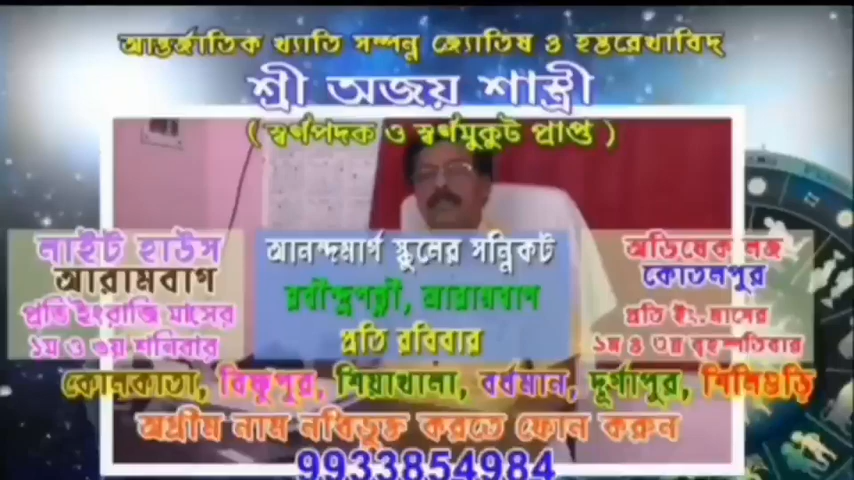 আন্তর্জাতিক খ্যাতি সম্পন্ন জ্যোতিষ ও হস্তরেখাবিদ্
শ্রী অজয় শাস্ত্রী
( স্বর্ণপদক ও স্বর্ণমুকুট প্রাপ্ত )
লাইট হাউস
আরামবাগ
প্রতি ইংরাজি মাসের
১ম ও ৩য় শনিবার
আনন্দমার্গ স্কুলের সন্নিকট
রবীন্দ্রপল্লী, আরামবাগ
প্রতি রবিবার
অভিষেক লজ
কোতলপুর
প্রতি ইং.মাসের
১ম ও ৩য় বৃহস্পতিবার
কোলকাতা, বিষ্ণুপুর, শিয়াখালা, বর্ধমান, দুর্গাপুর, শিলিগুড়ি
অগ্রীম নাম নথিভুক্ত করতে ফোন করুন
9933854984